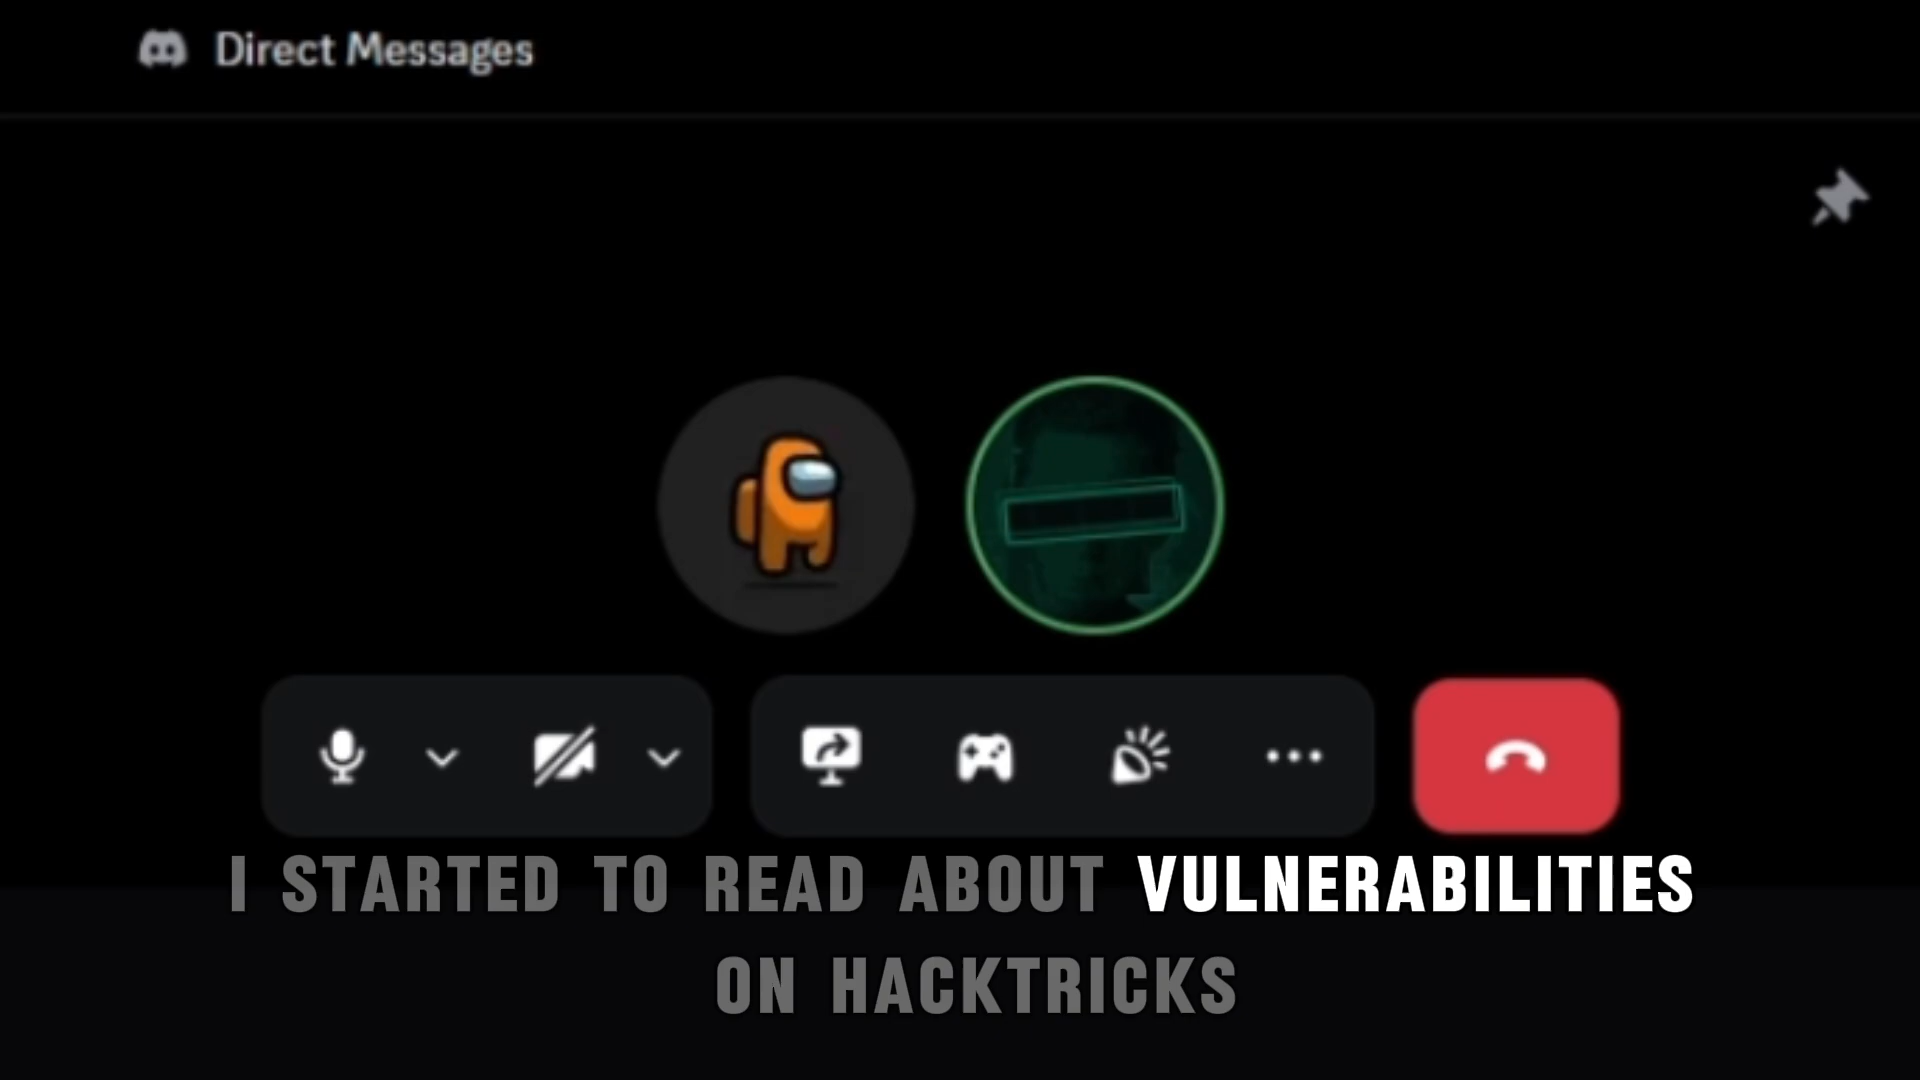 Direct Messages
I STARTED TO READ ABOUT VULNERABILITIES
ON HACKTRICKS